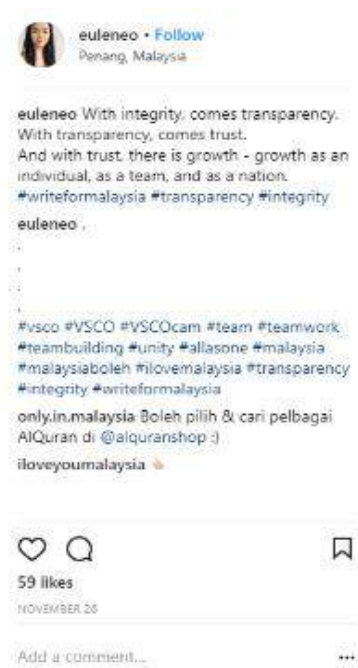 euleneo • Follow
Penang, Malaysia
euleneo With integrity, comes transparency.
With transparency, comes trust.
And with trust, there is growth - growth as an
individual, as a team, and as a nation.
#writeformalaysia #transparency #integrity
euleneo .
.
.
.
.
#vsco #VSCO #VSCOcam #team #teamwork
#teambuilding #unity #allasone #malaysia
#malaysiaboleh #ilovemalaysia #transparency
#integrity #writeformalaysia
only.in.malaysia Boleh pilih & cari pelbagai
AlQuran di @alquranshop :)
iloveyoumalaysia 👆🏻
59 likes
NOVEMBER 26
Add a comment...